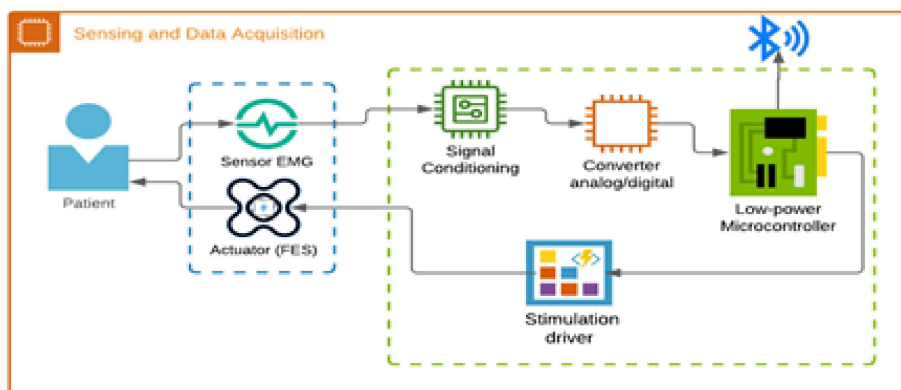 Sensing and Data Acquisition
Patient
Sensor EMG
Actuator (FES)
Signal
Conditioning
Converter
analog/digital
Low-power
Microcontroller
Stimulation
driver